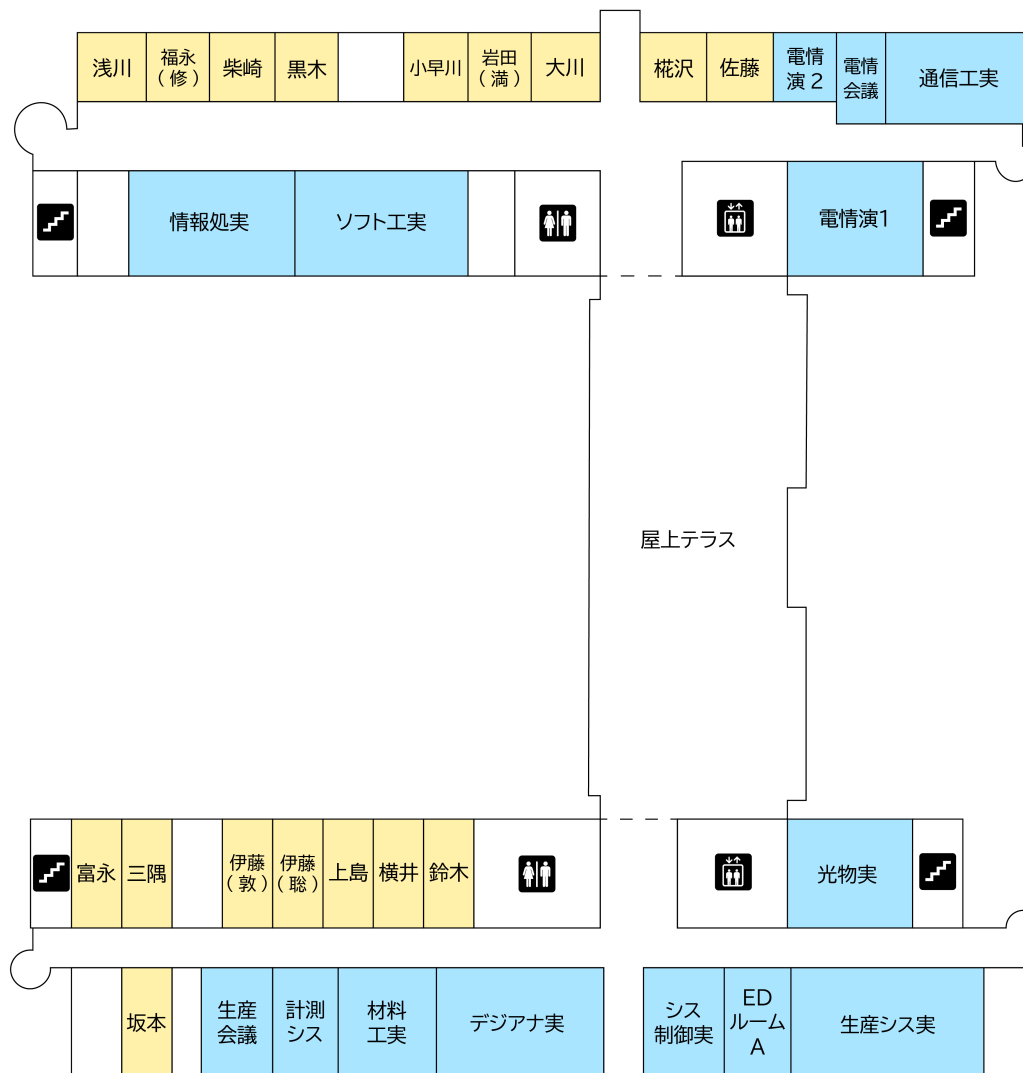 浅川
福永
(修)
柴崎
黒木
小早川
岩田
(満)
大川
椛沢
佐藤
電情
演2
電情
会議
通信工実
情報処実
ソフト工実
電情演1
屋上テラス
富永
三隅
伊藤
(敦)
伊藤
(聡)
上島
横井
鈴木
光物実
坂本
生産
会議
計測
シス
材料
工実
デジアナ実
シス
制御実
ED
ルーム
A
生産シス実